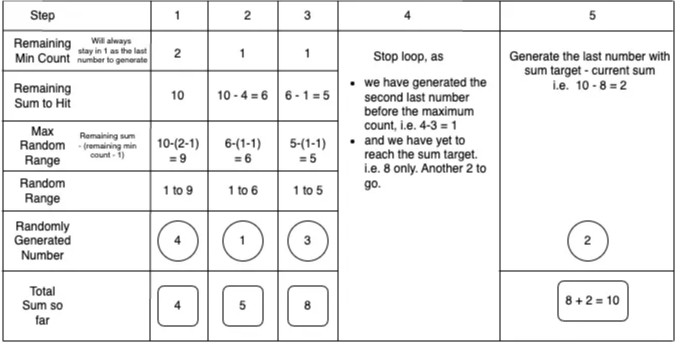 Step 1 2 3 4 5
Remaining Min Count
Will always stay in 1 as the last number to generate
2 1 1
Remaining Sum to Hit
10 10 - 4 = 6 6 - 1 = 5
Max Random Range
Remaining sum - (remaining min count - 1)
10-(2-1) = 9 6-(1-1) = 6 5-(1-1) = 5
Random Range
1 to 9 1 to 6 1 to 5
Randomly Generated Number
4 1 3
Total Sum so far
4 5 8
Stop loop, as
• we have generated the
second last number
before the maximum
count, i.e. 4-3 = 1
• and we have yet to
reach the sum target.
i.e. 8 only. Another 2 to
go.
Generate the last number with
sum target - current sum
i.e. 10 - 8 = 2
2
8 + 2 = 10